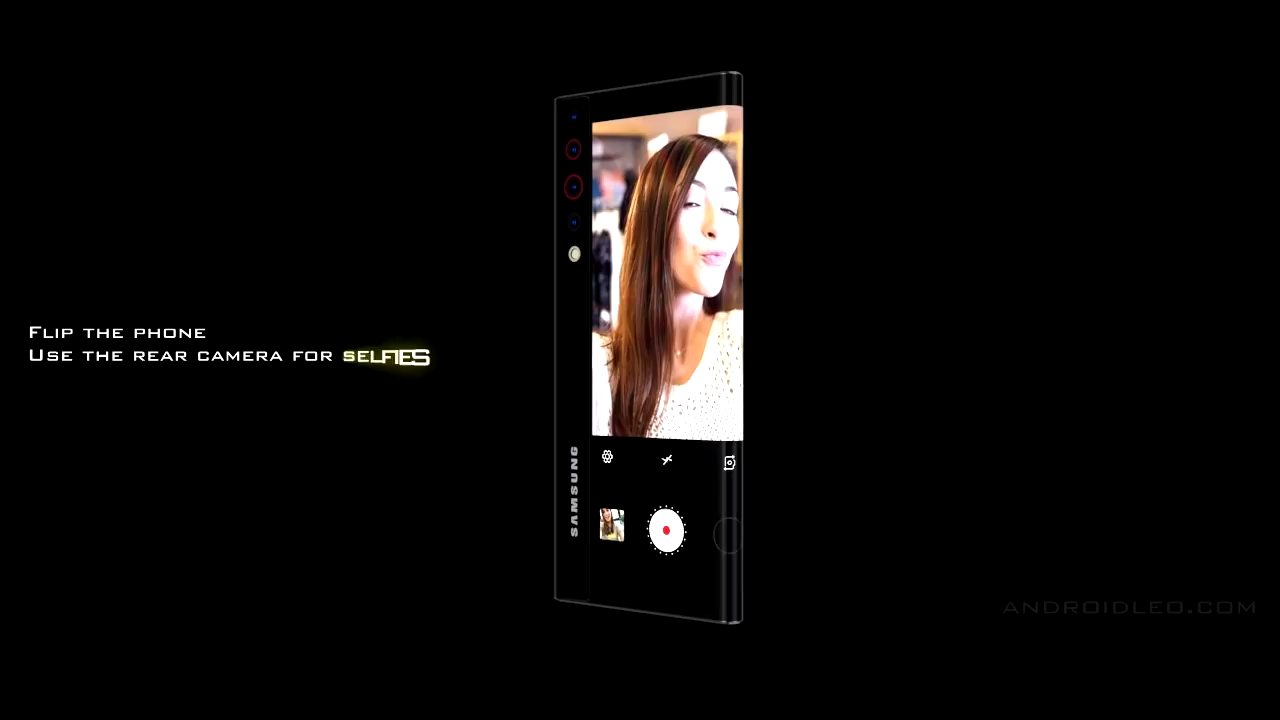 FLIP THE PHONE
USE THE REAR CAMERA FOR SELFIES
SAMSUNG
ANDROIDLEO.COM